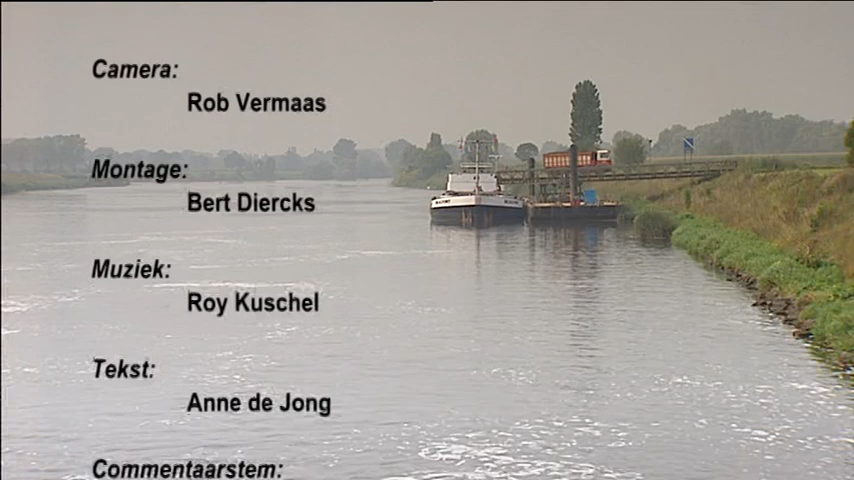 Camera:
Rob Vermaas
Montage:
Bert Diercks
Muziek:
Roy Kuschel
Tekst:
Anne de Jong
Commentaarstem: